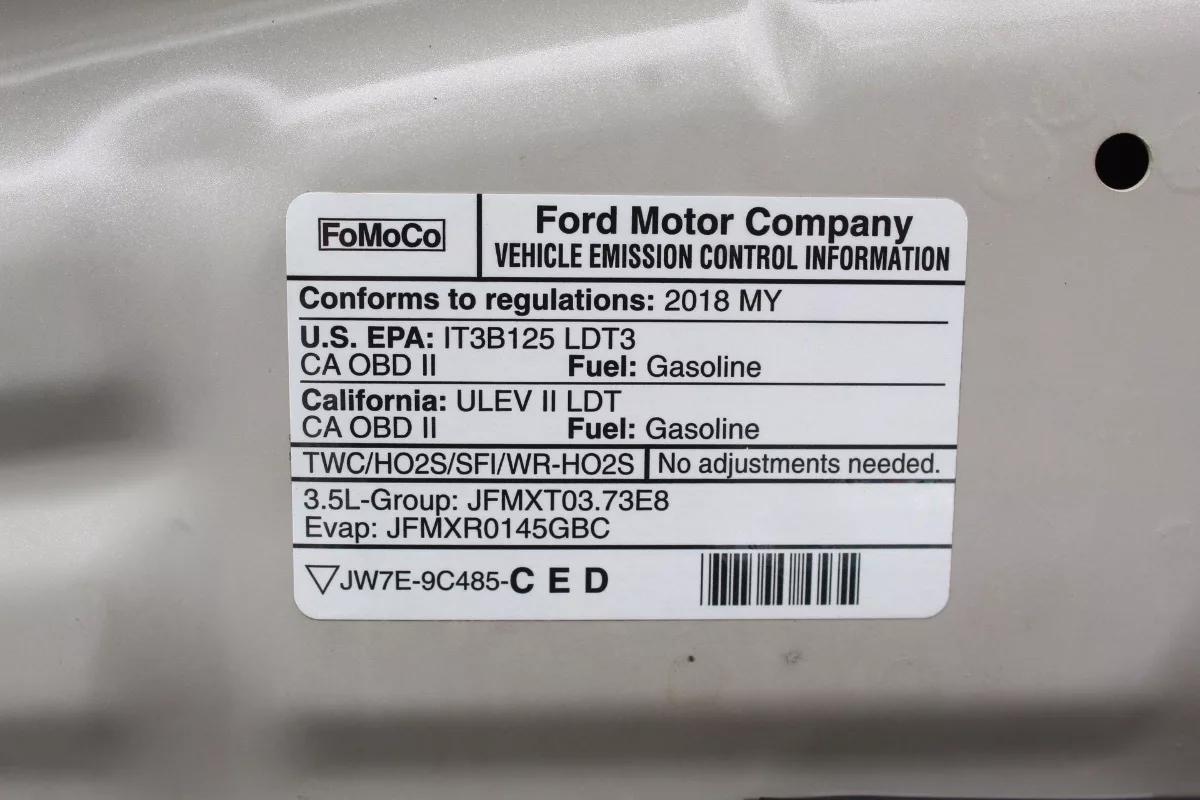 FoMoCo
Ford Motor Company
VEHICLE EMISSION CONTROL INFORMATION
Conforms to regulations: 2018 MY
U.S. EPA: IT3B125 LDT3
CA OBD II Fuel: Gasoline
California: ULEV II LDT
CA OBD II Fuel: Gasoline
TWC/HO2S/SFI/WR-HO2S No adjustments needed.
3.5L-Group: JFMXT03.73E8
Evap: JFMXR0145GBC
▽JW7E-9C485-C E D